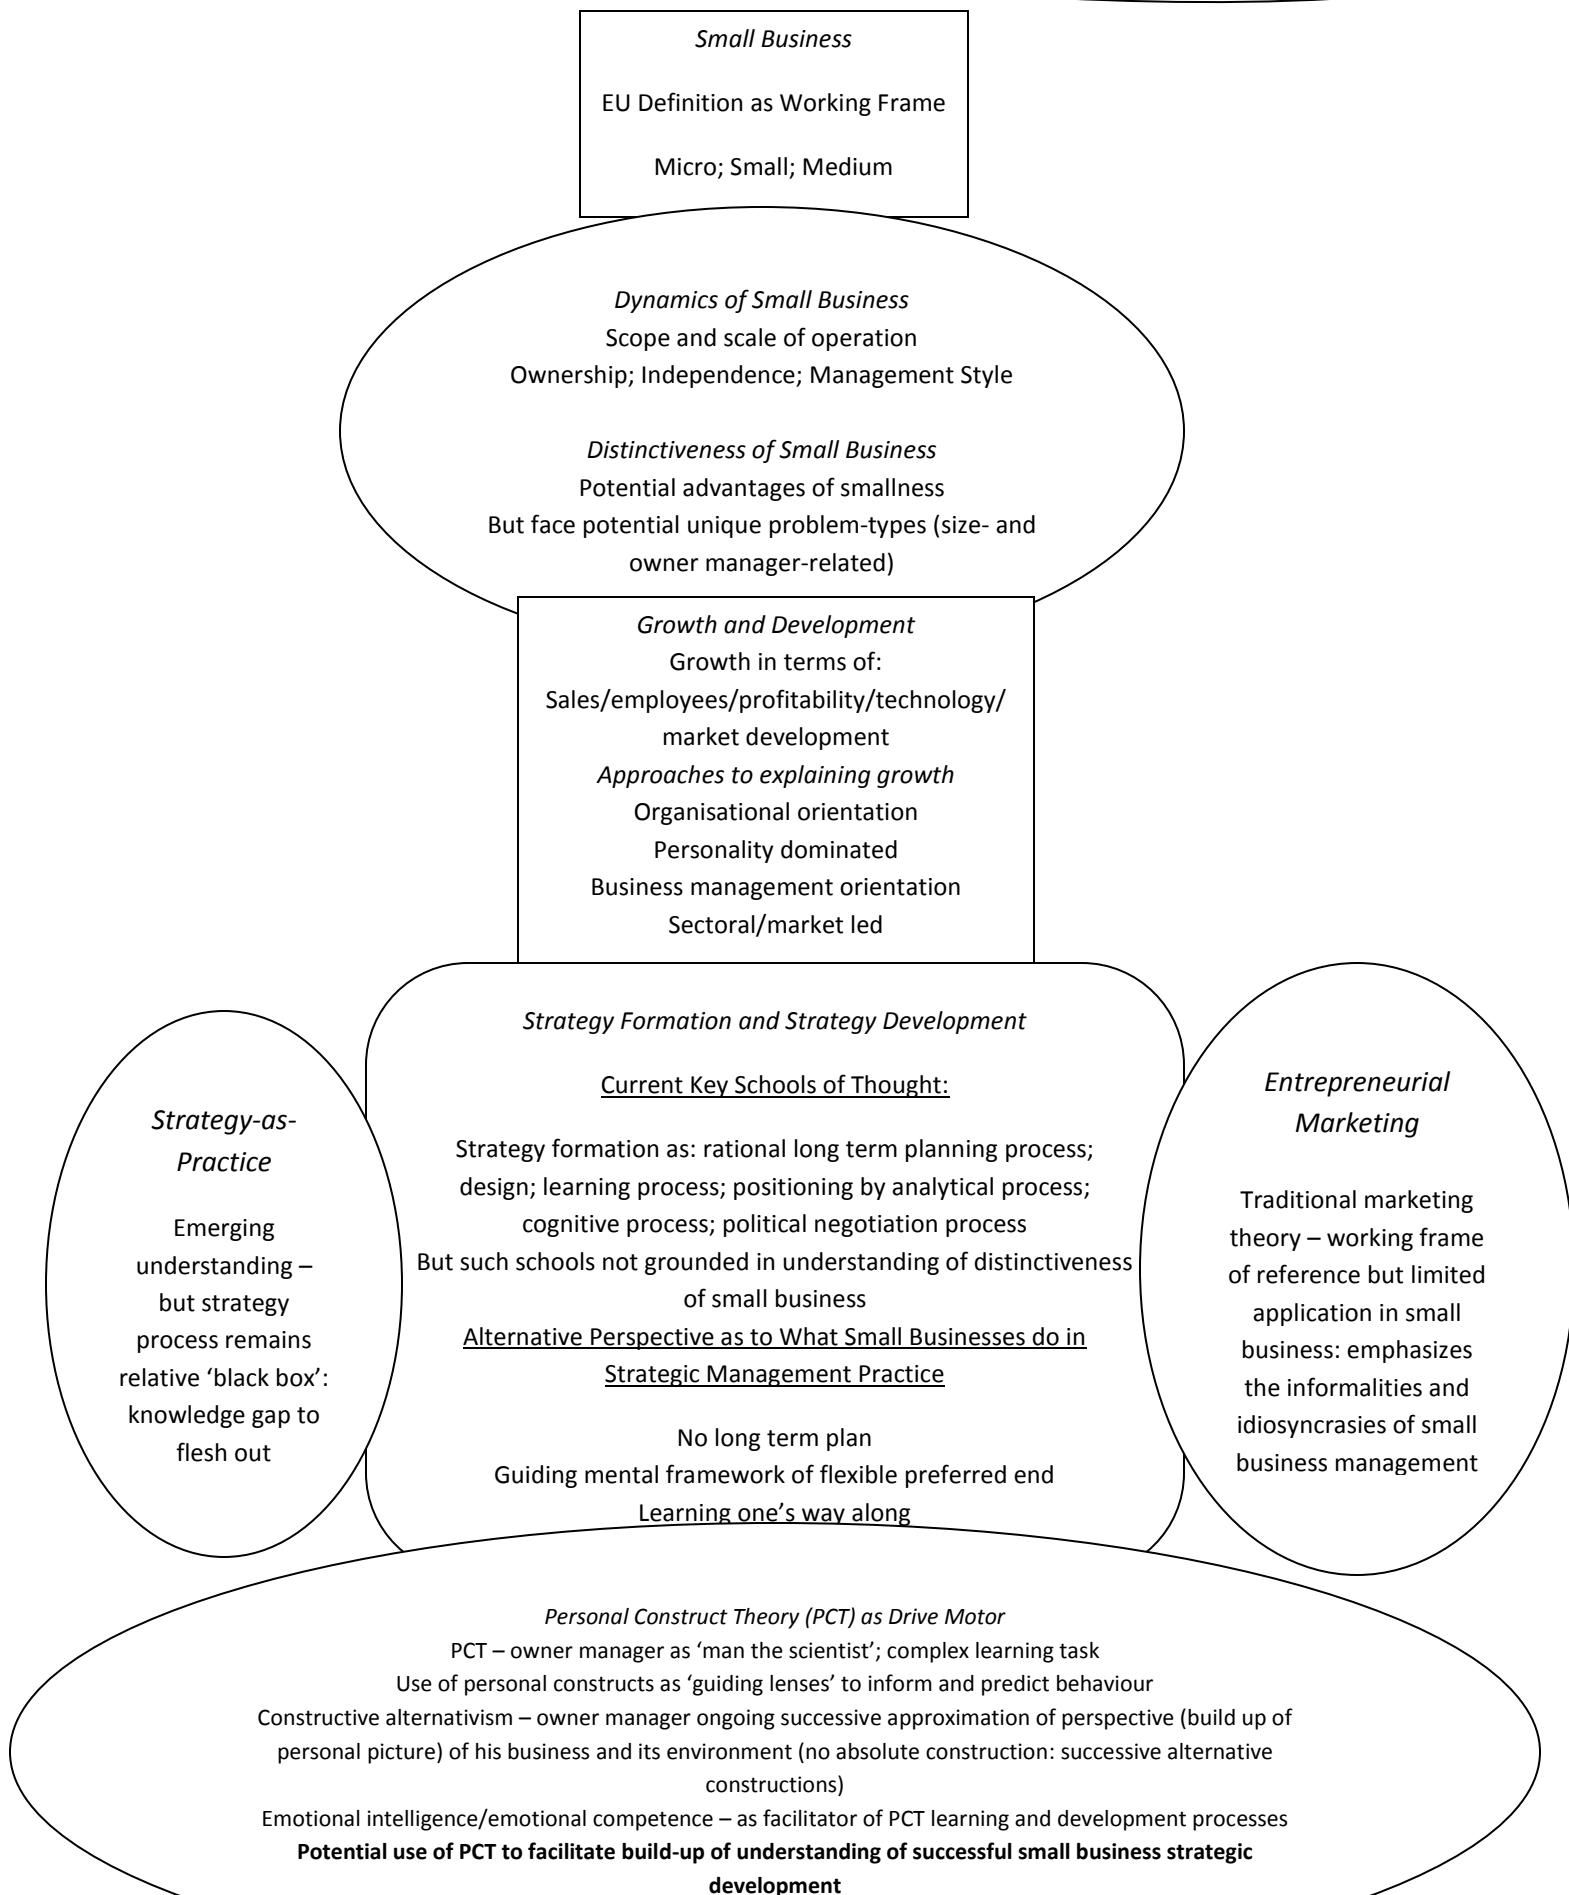 Small Business
EU Definition as Working Frame
Micro; Small; Medium
Dynamics of Small Business
Scope and scale of operation
Ownership; Independence; Management Style
Distinctiveness of Small Business
Potential advantages of smallness
But face potential unique problem-types (size- and
owner manager-related)
Growth and Development
Growth in terms of:
Sales/employees/profitability/technology/
market development
Approaches to explaining growth
Organisational orientation
Personality dominated
Business management orientation
Sectoral/market led
Strategy-as-
Practice
Emerging
understanding –
but strategy
process remains
relative ‘black box’:
knowledge gap to
flesh out
Strategy Formation and Strategy Development
Current Key Schools of Thought:
Strategy formation as: rational long term planning process;
design; learning process; positioning by analytical process;
cognitive process; political negotiation process
But such schools not grounded in understanding of distinctiveness
of small business
Alternative Perspective as to What Small Businesses do in
Strategic Management Practice
No long term plan
Guiding mental framework of flexible preferred end
Learning one’s way along
Entrepreneurial
Marketing
Traditional marketing
theory – working frame
of reference but limited
application in small
business: emphasizes
the informalities and
idiosyncrasies of small
business management
Personal Construct Theory (PCT) as Drive Motor
PCT – owner manager as ‘man the scientist’; complex learning task
Use of personal constructs as ‘guiding lenses’ to inform and predict behaviour
Constructive alternativism – owner manager ongoing successive approximation of perspective (build up of
personal picture) of his business and its environment (no absolute construction: successive alternative
constructions)
Emotional intelligence/emotional competence – as facilitator of PCT learning and development processes
Potential use of PCT to facilitate build-up of understanding of successful small business strategic
development